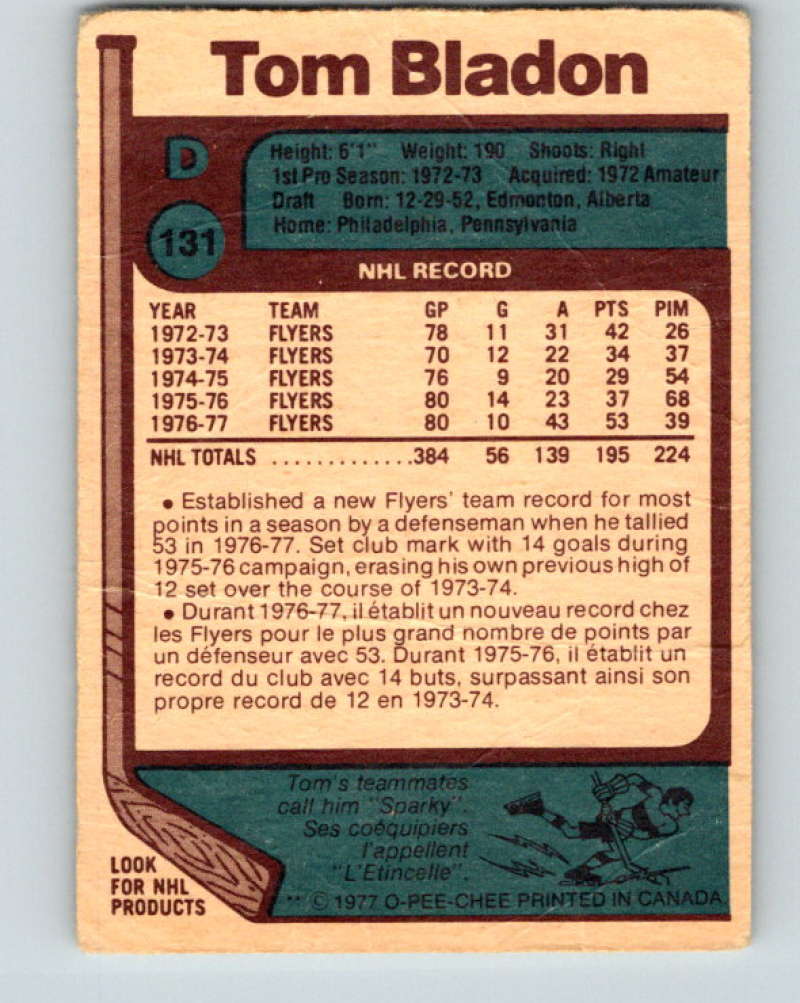 Tom Bladon
D
Height: 6'1" Weight: 190 Shoots: Right
1st Pro Season: 1972-73 Acquired: 1972 Amateur
Draft Born: 12-29-52, Edmonton, Alberta
Home: Philadelphia, Pennsylvania
131
NHL RECORD
YEAR TEAM GP G A PTS PIM
1972-73 FLYERS 78 11 31 42 26
1973-74 FLYERS 70 12 22 34 37
1974-75 FLYERS 76 9 20 29 54
1975-76 FLYERS 80 14 23 37 68
1976-77 FLYERS 80 10 43 53 39
NHL TOTALS .............384 56 139 195 224
• Established a new Flyers' team record for most
points in a season by a defenseman when he tallied
53 in 1976-77. Set club mark with 14 goals during
1975-76 campaign, erasing his own previous high of
12 set over the course of 1973-74.
• Durant 1976-77, il établit un nouveau record chez
les Flyers pour le plus grand nombre de points par
un défenseur avec 53. Durant 1975-76, il établit un
record du club avec 14 buts, surpassant ainsi son
propre record de 12 en 1973-74.
Tom's teammates
call him "Sparky".
Ses coéquipiers
l'appellent
"L'Etincelle".
LOOK
FOR NHL
PRODUCTS
** © 1977 O-PEE-CHEE PRINTED IN CANADA